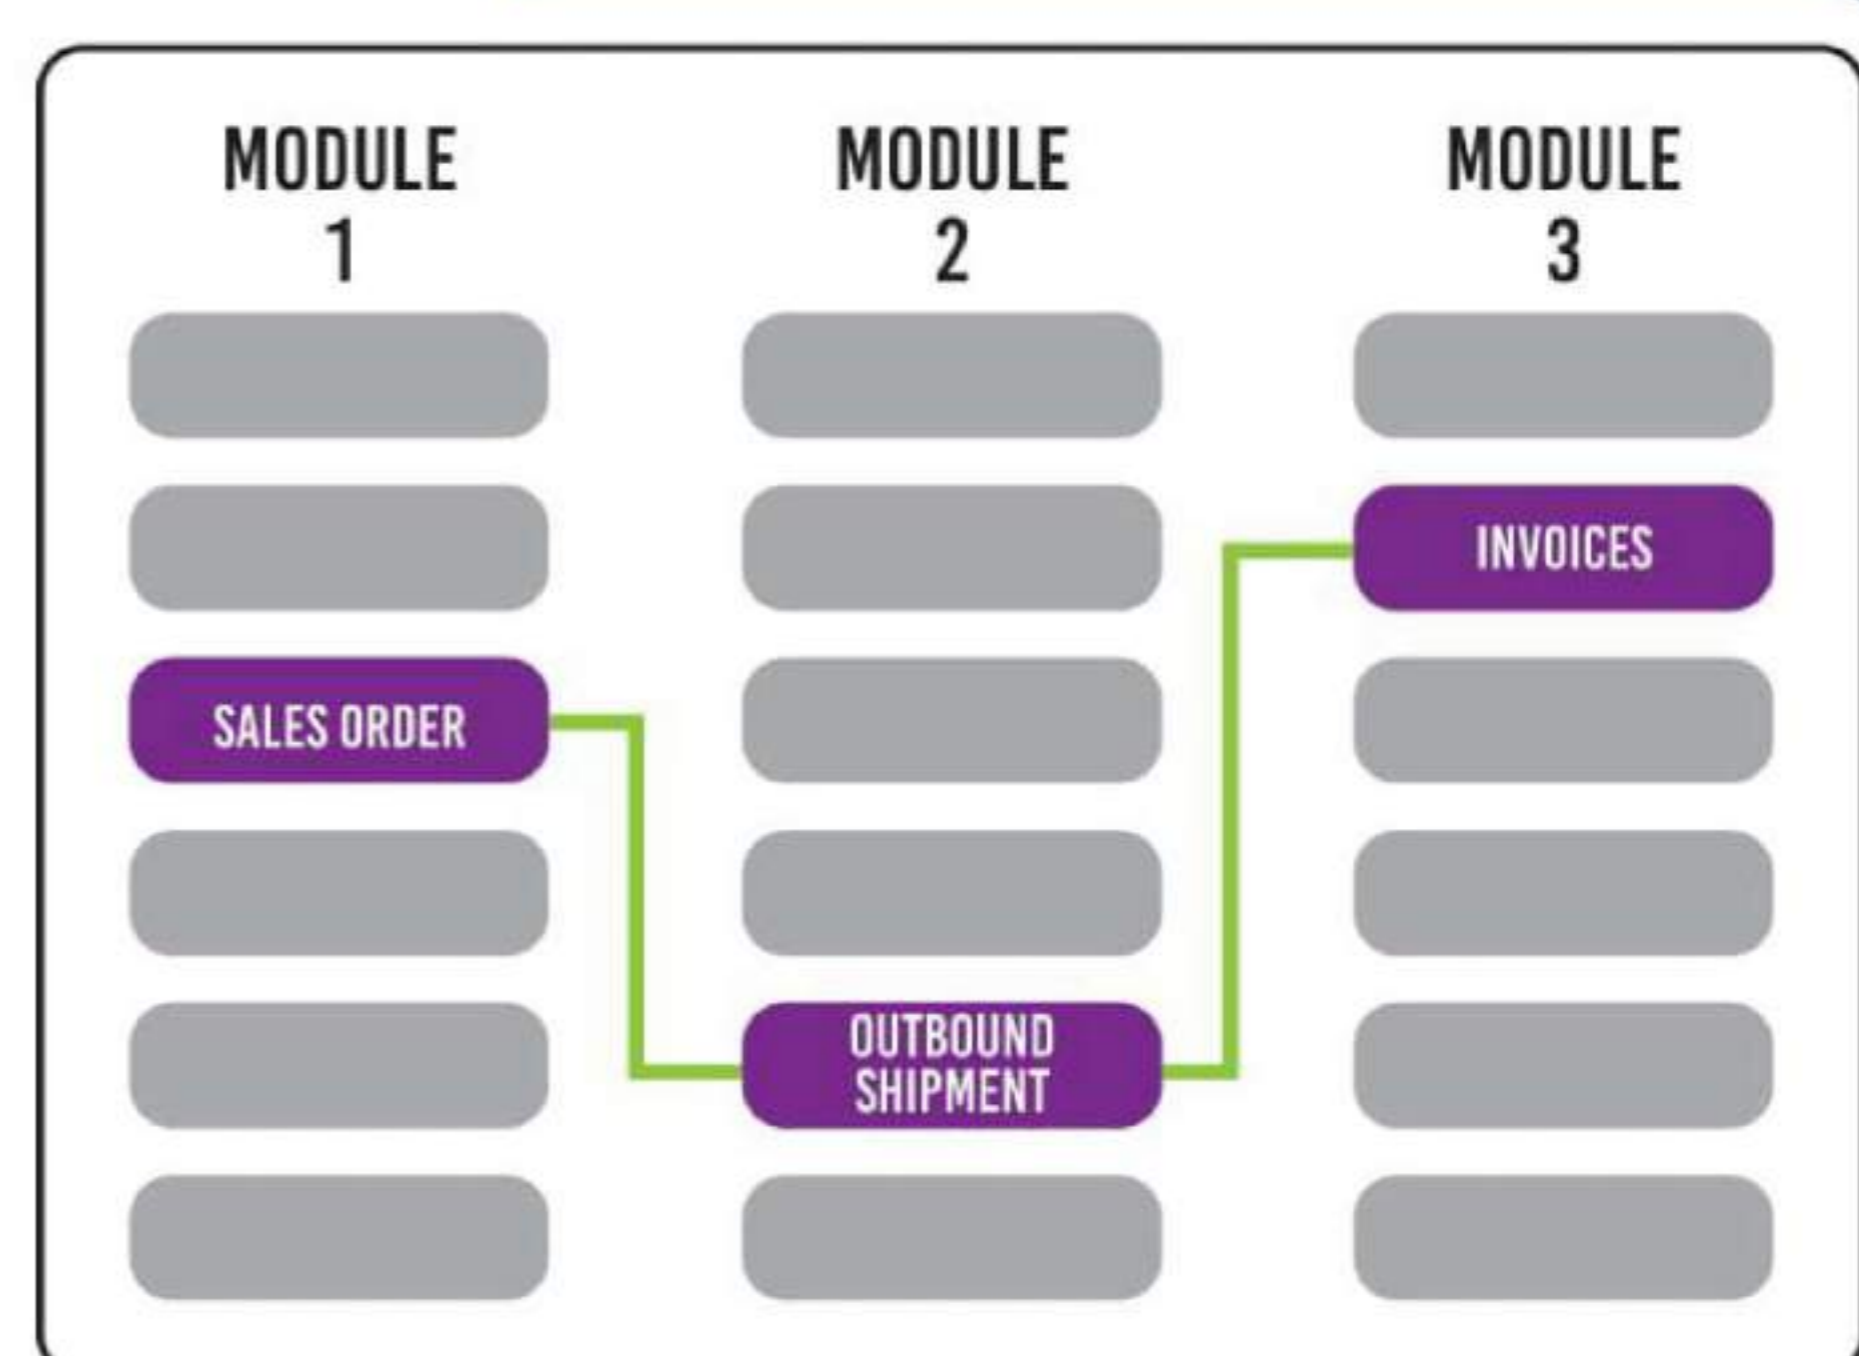 MODULE
1
MODULE
2
MODULE
3
INVOICES
SALES ORDER
OUTBOUND
SHIPMENT